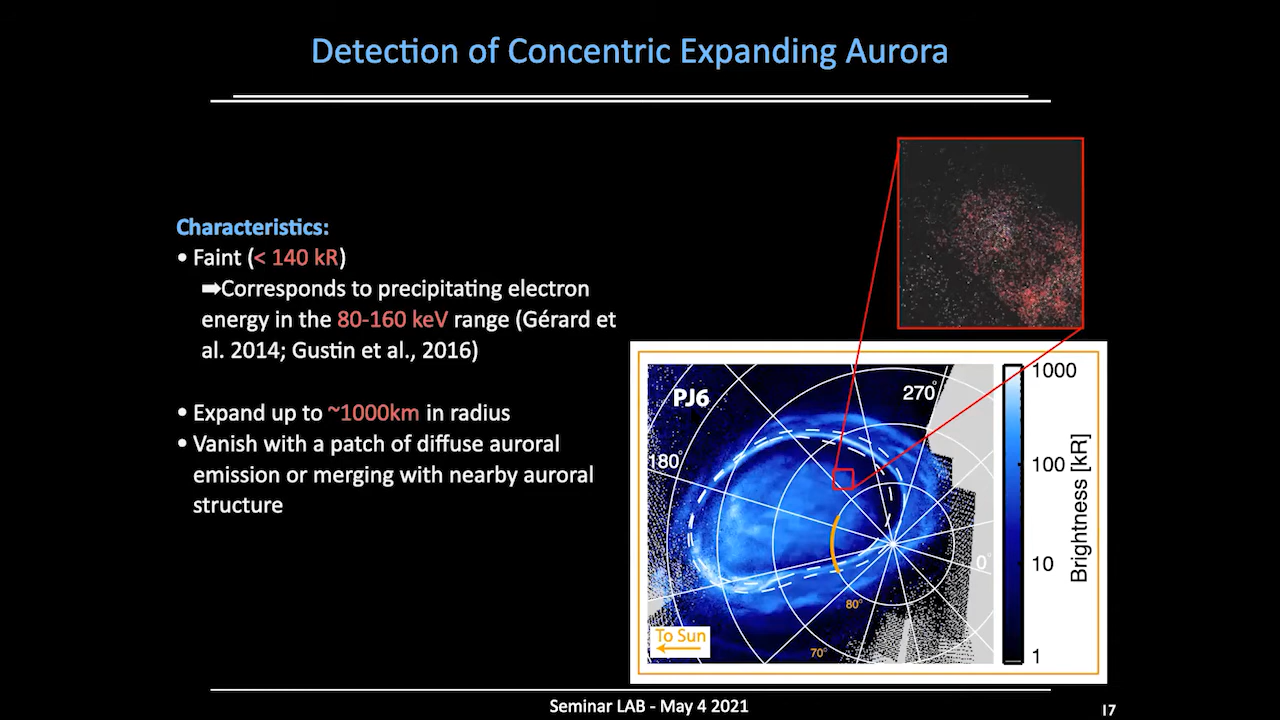 Detection of Concentric Expanding Aurora
Characteristics:
• Faint (< 140 kR)
➡Corresponds to precipitating electron
energy in the 80-160 keV range (Gérard et
al. 2014; Gustin et al., 2016)
• Expand up to ~1000km in radius
• Vanish with a patch of diffuse auroral
emission or merging with nearby auroral
structure
PJ6
270°
180°
0°
80°
70°
To Sun
1000
100
10
1
Brightness [kR]
Seminar LAB - May 4 2021
17